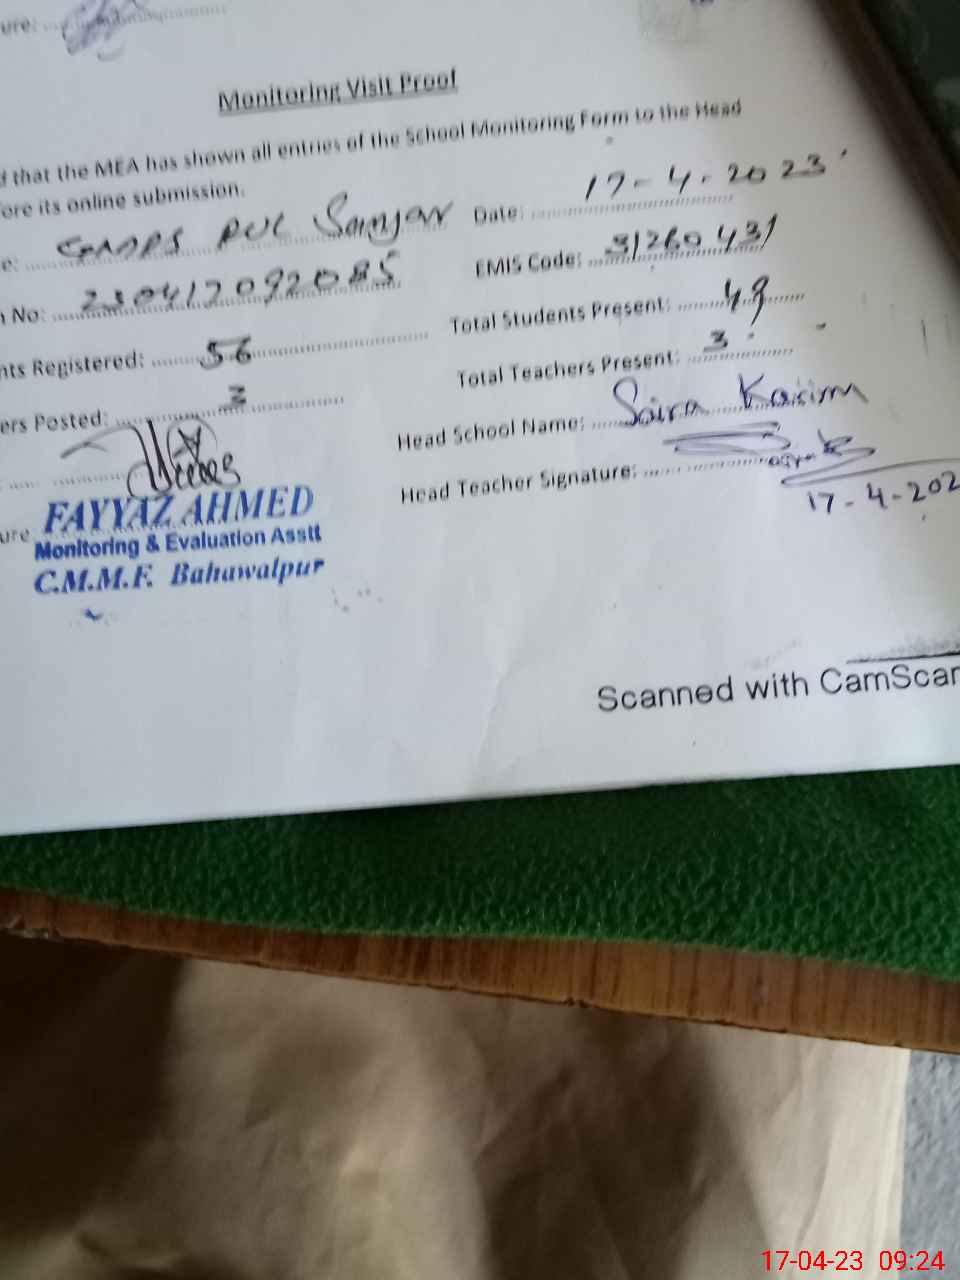 ure:
Monitoring Visit Proof
d that the MEA has shown all entries of the School Monitoring Form to the Head
ore its online submission.
e: GMPS PUL Sanjar Date: 17-4-2023
n No: 230417092085 EMIS Code: 31260431
nts Registered: 56 Total Students Present: 49
ers Posted: 3 Total Teachers Present: 3
Head School Name: Saira Karim
ure Head Teacher Signature:
17-4-202
FAYYAZ AHMED
Monitoring & Evaluation Asstt
C.M.M.F. Bahawalpur
Scanned with CamScan
17-04-23 09:24